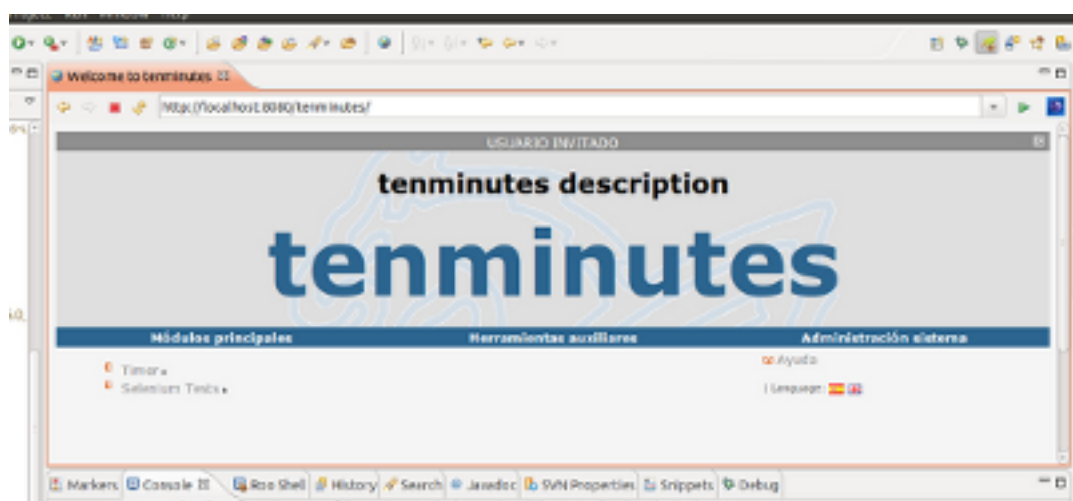 Welcome to tenminutes
http://localhost:8080/tenminutes/
USUARIO INVITADO
tenminutes description
tenminutes
Módulos principales Herramientas auxiliares Administración sistema
Timer Ayuda
Selenium Tests | Language:
Markers Console Roo Shell History Search Javadoc SVN Properties Snippets Debug